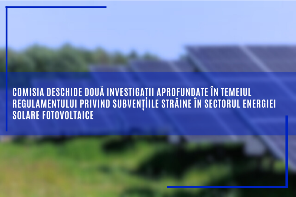 COMISIA DESCHIDE DOUĂ INVESTIGAȚII APROFUNDATE ÎN TEMEIUL
REGULAMENTULUI PRIVIND SUBVENȚIILE STRĂINE ÎN SECTORUL ENERGIEI
SOLARE FOTOVOLTAICE